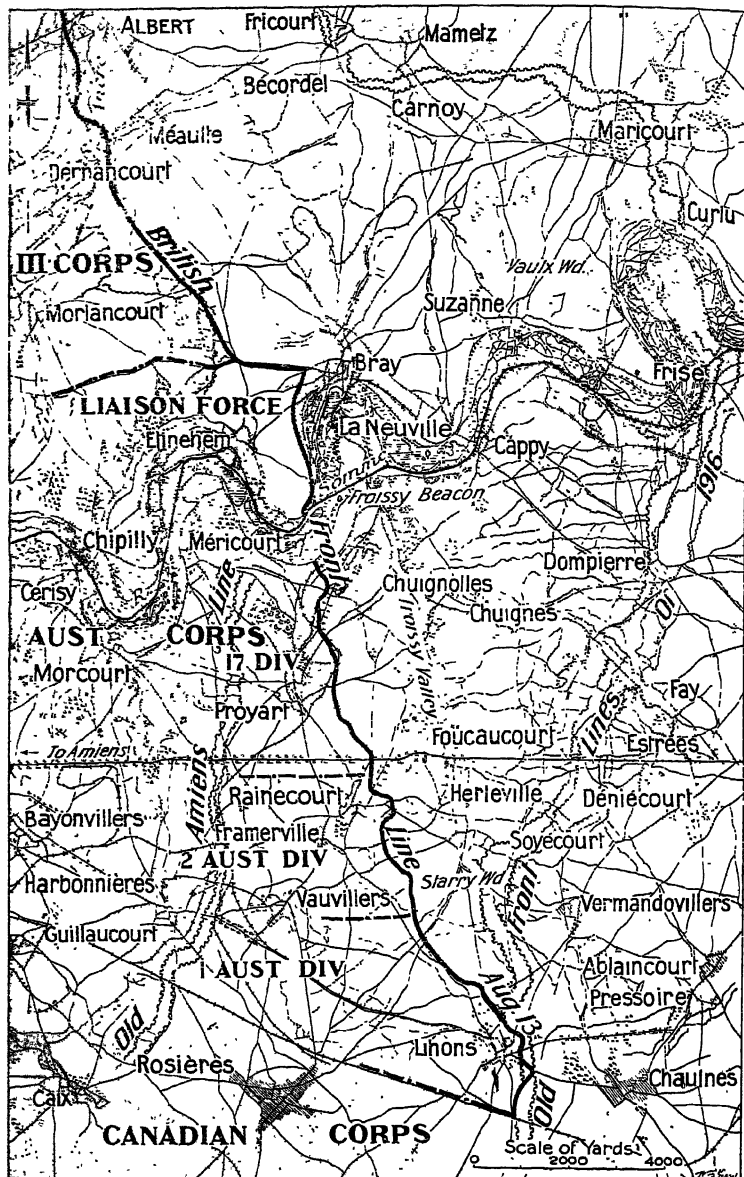 ALBERT
Fricourt
Mametz
Bécordel
Carnoy
Méaulte
Maricourt
Dernancourt
Curlu
British
III CORPS
Vaulx Wd.
Suzanne
Morlancourt
Bray
Frise
LIAISON FORCE
La Neuville
Etinehem
Cappy
Somme
1916
Froissy Beacon
Chipilly
Méricourt
Front
Dompierre
Line
Chuignolles
Cerisy
Chuignes
Old
AUST CORPS
Froissy Valley
17 DIV
Morcourt
Fay
Proyart
Lines
Foucaucourt
Estrées
To Amiens
Rainecourt
Herleville
Deniécourt
Bayonvillers
Amiens
Framerville
Line
Soyécourt
2 AUST DIV
Starry Wd
Front
Harbonnières
Vauvillers
Vermandovillers
Guillaucourt
1 AUST DIV
Ablaincourt
Pressoire
Aug. 13
Old
Lihons
Rosières
Chaulnes
Caix
Old
CANADIAN CORPS
Scale of Yards
0 2000 4000